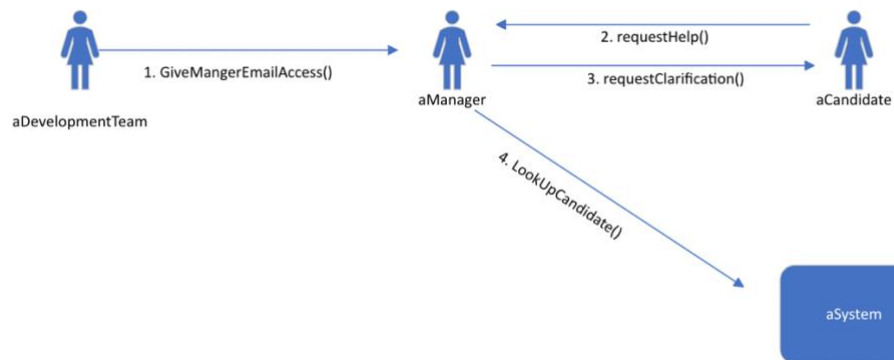 2. requestHelp()
1. GiveMangerEmailAccess()
3. requestClarification()
aDevelopmentTeam
aManager
aCandidate
4. LookUpCandidate()
aSystem